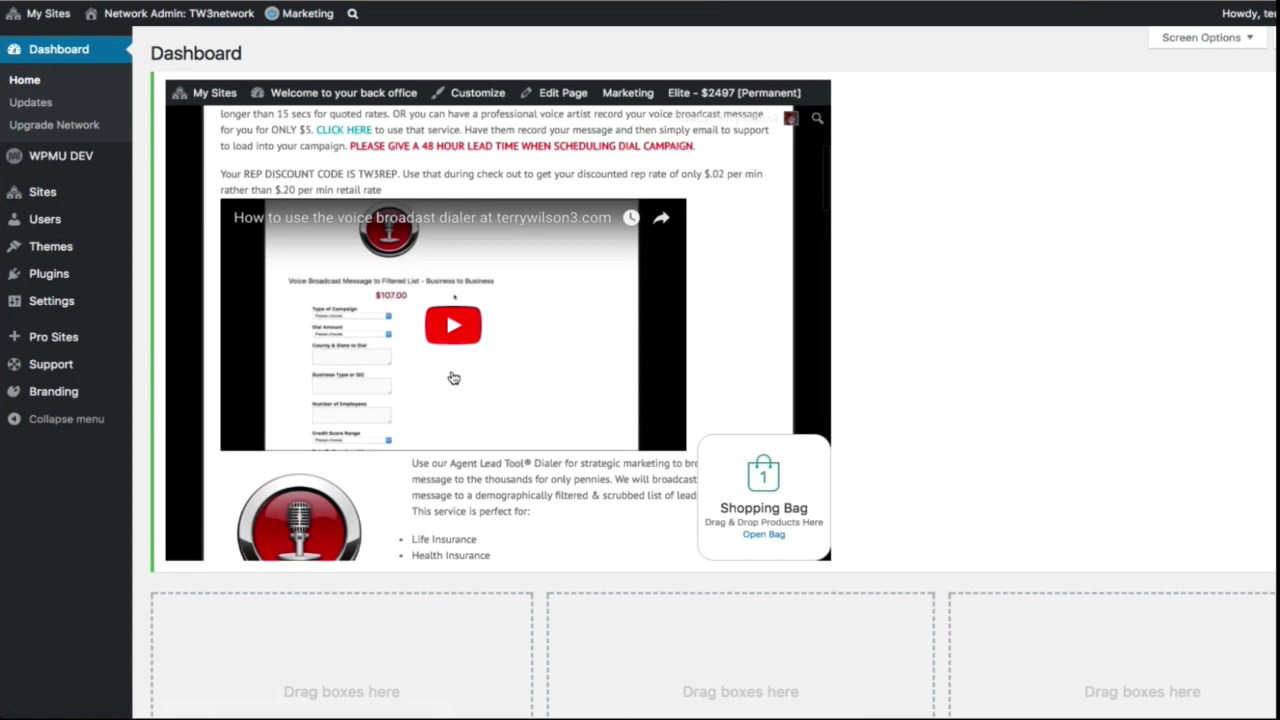 My Sites Network Admin: TW3network Marketing Howdy, te
Dashboard
Home
Updates
Upgrade Network
WPMU DEV
Sites
Users
Themes
Plugins
Settings
Pro Sites
Support
Branding
Collapse menu
Screen Options
Dashboard
My Sites Welcome to your back office Customize Edit Page Marketing Elite - $2497 [Permanent]
longer than 15 secs for quoted rates. OR you can have a professional voice artist record your voice broadcast message
for you for ONLY $5. CLICK HERE to use that service. Have them record your message and then simply email to support
to load into your campaign. PLEASE GIVE A 48 HOUR LEAD TIME WHEN SCHEDULING DIAL CAMPAIGN.
Your REP DISCOUNT CODE IS TW3REP. Use that during check out to get your discounted rep rate of only $.02 per min
rather than $.20 per min retail rate
How to use the voice broadast dialer at terrywilson3.com
Voice Broadcast Message to Filtered List - Business to Business
$107.00
Type of Campaign
Please choose
Dial Amount
Please choose
County & State to Dial
Business Type or SIC
Number of Employees
Credit Score Range
Please choose
Use our Agent Lead Tool® Dialer for strategic marketing to bro
message to the thousands for only pennies. We will broadcast
message to a demographically filtered & scrubbed list of lead
This service is perfect for:
• Life Insurance
• Health Insurance
1
Shopping Bag
Drag & Drop Products Here
Open Bag
Drag boxes here Drag boxes here Drag boxes here